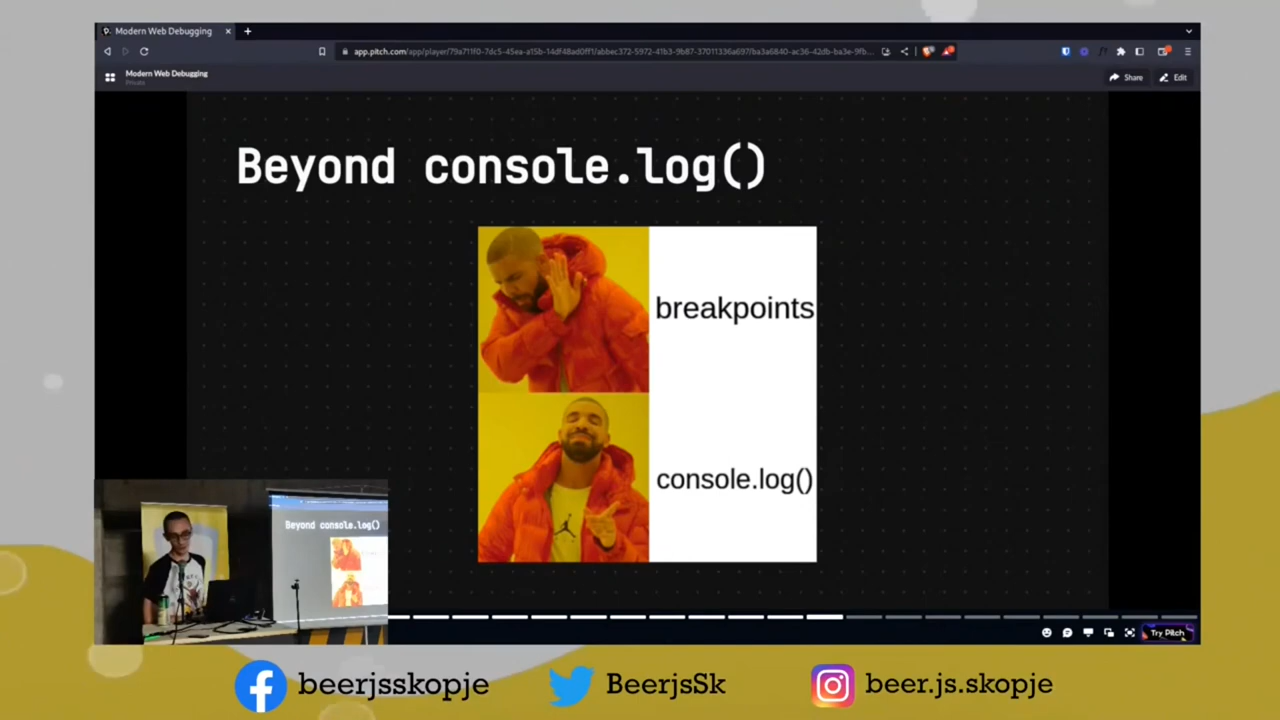 Modern Web Debugging
Modern Web Debugging
Private
Share
Edit
Beyond console.log()
breakpoints
console.log()
Beyond console.log()
Try Pitch
beerjsskopje
BeerjsSk
beer.js.skopje